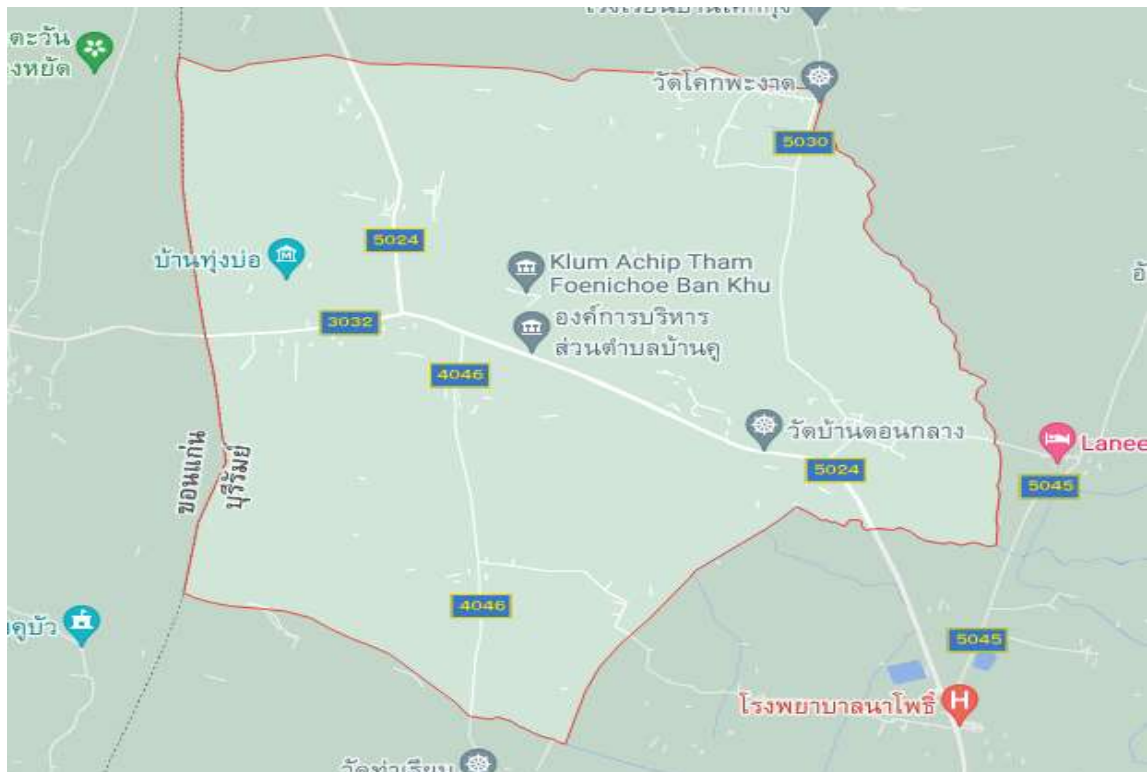 วัดโคกพะงาด
5030
5024
บ้านทุ่งบ่อ
Klum Achip Tham
Foenichoe Ban Khu
3032
องค์การบริหาร
ส่วนตำบลบ้านคู
4046
วัดบ้านดอนกลาง
Lanee
5024
5045
ขอนแก่น
บุรีรัมย์
4046
5045
โรงพยาบาลนาโพธิ์